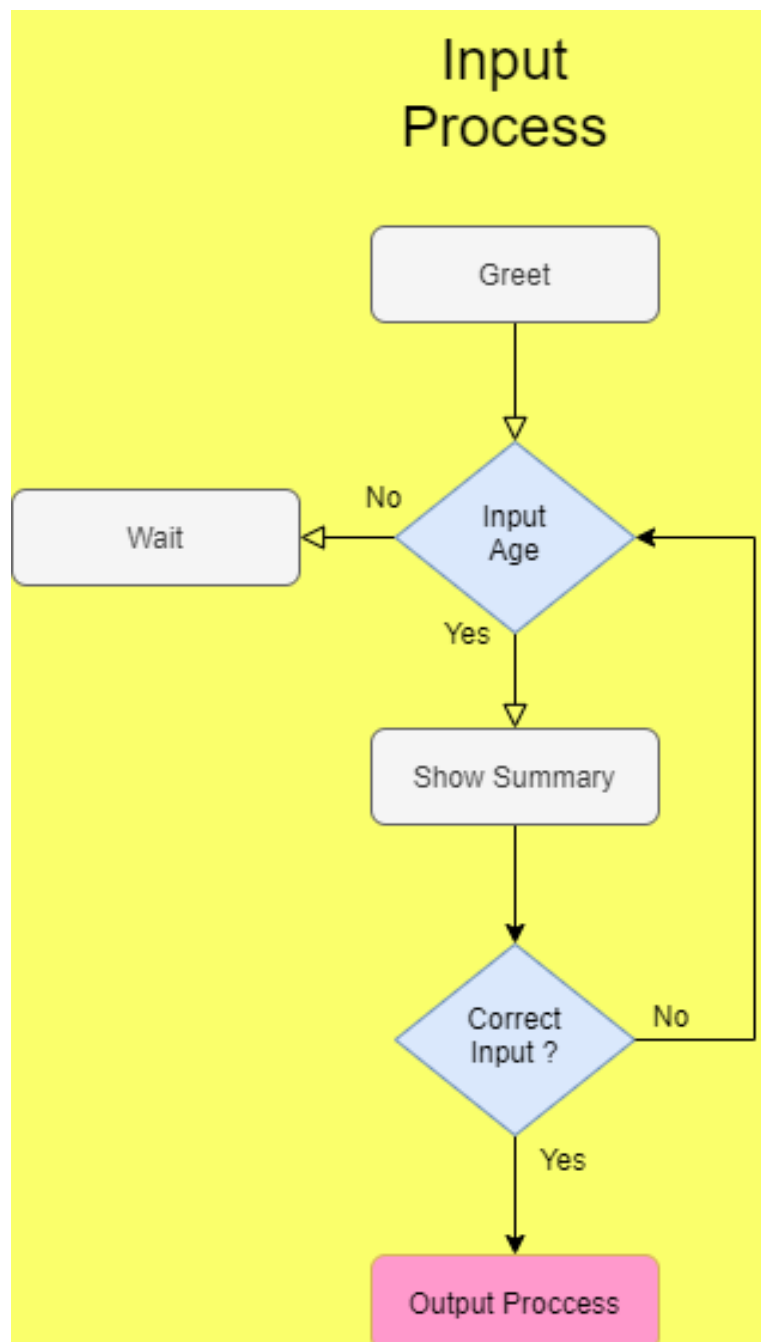 Input
Process
Greet
No
Input
Age
Wait
Yes
Show Summary
Correct
Input ?
No
Yes
Output Proccess